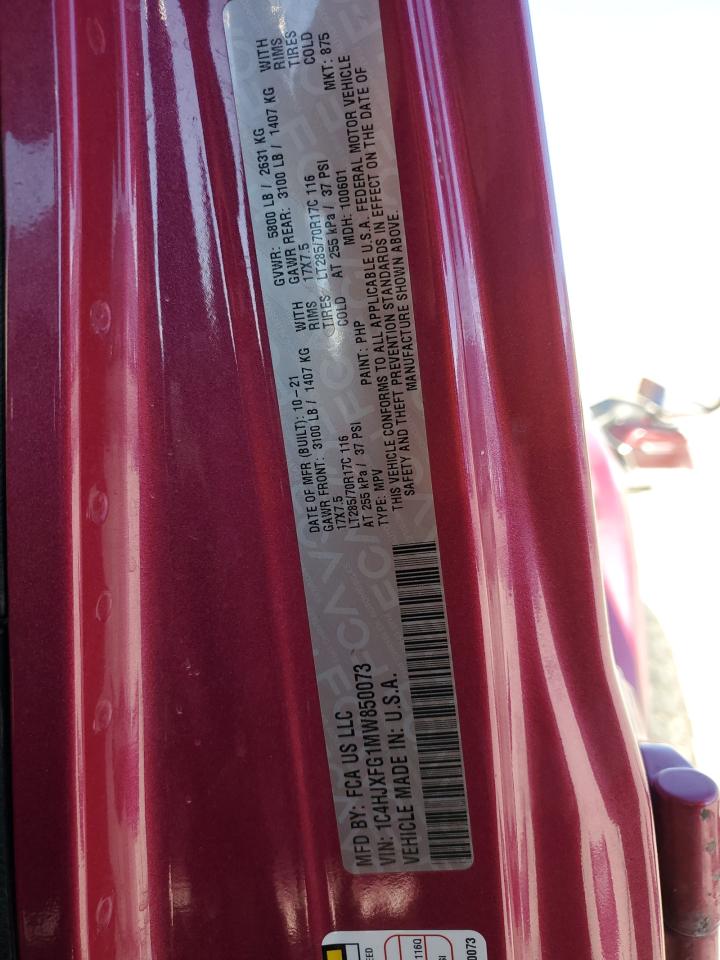 MFD BY: FCA US LLC
VIN: 1C4HJXFG1MW850073
VEHICLE MADE IN: U.S.A.
DATE OF MFR (BUILT): 10-21 GVWR: 5800 LB / 2631 KG
GAWR FRONT: 3100 LB / 1407 KG WITH GAWR REAR: 3100 LB / 1407 KG WITH
17X7.5 RIMS 17X7.5 RIMS
LT285/70R17C 116 TIRES LT285/70R17C 116 TIRES
AT 255 kPa / 37 PSI COLD AT 255 kPa / 37 PSI COLD
TYPE: MPV PAINT: PHP MDH: 100601 MKT: 875
THIS VEHICLE CONFORMS TO ALL APPLICABLE U.S.A. FEDERAL MOTOR VEHICLE
SAFETY AND THEFT PREVENTION STANDARDS IN EFFECT ON THE DATE OF
MANUFACTURE SHOWN ABOVE.
116Q
SI
0073